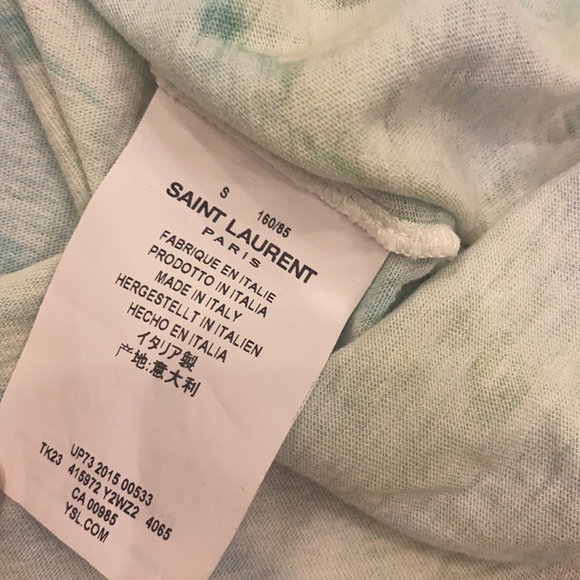 S 160/85
SAINT LAURENT
PARIS
FABRIQUE EN ITALIE
PRODOTTO IN ITALIA
MADE IN ITALY
HERGESTELLT IN ITALIEN
HECHO EN ITALIA
イタリア製
产地:意大利
UP73 2015 00533
TK23 415972 Y2WZ2 4065
CA 00985
YSL.COM